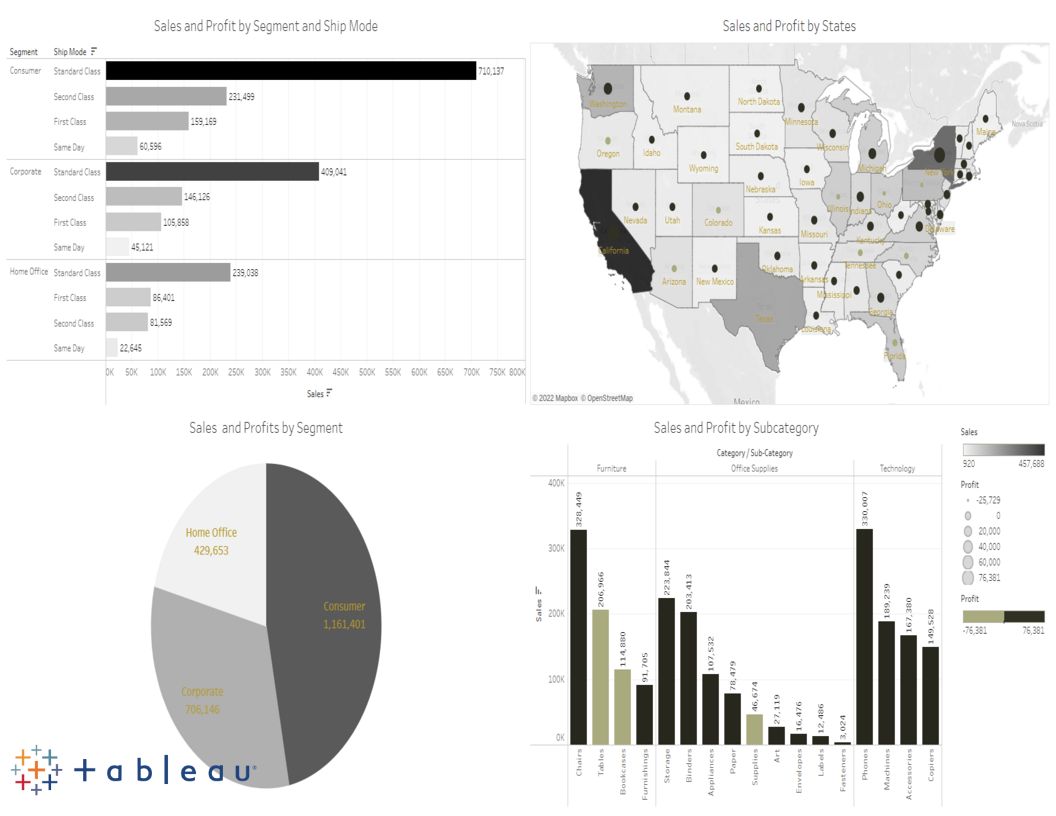 Sales and Profit by Segment and Ship Mode
Segment Ship Mode
Consumer Standard Class 710,137
Second Class 231,499
First Class 159,169
Same Day 60,596
Corporate Standard Class 409,041
Second Class 146,126
First Class 105,858
Same Day 45,121
Home Office Standard Class 239,038
First Class 86,401
Second Class 81,569
Same Day 22,645
0K 50K 100K 150K 200K 250K 300K 350K 400K 450K 500K 550K 600K 650K 700K 750K 800K
Sales
Sales and Profit by States
Washington
Montana
North Dakota
Minnesota
Maine
Nova Scotia
Oregon
Idaho
South Dakota
Wisconsin
Wyoming
Michigan
New York
Iowa
Nebraska
Nevada
Utah
Colorado
Kansas
Illinois
Indiana
Ohio
Missouri
Delaware
Kentucky
California
Arizona
New Mexico
Oklahoma
Tennessee
Arkansas
Mississippi
Georgia
Texas
Louisiana
Florida
Mexico
© 2022 Mapbox © OpenStreetMap
Sales and Profits by Segment
Home Office
429,653
Consumer
1,161,401
Corporate
706,146
+ableau
Sales and Profit by Subcategory
Category / Sub-Category
Furniture Office Supplies Technology
400K
300K
200K
100K
0K
Sales
328,449
206,966
114,880
91,705
223,844
203,413
107,532
78,479
46,674
27,119
16,476
12,486
3,024
330,007
189,239
167,380
149,528
Chairs
Tables
Bookcases
Furnishings
Storage
Binders
Appliances
Paper
Supplies
Art
Envelopes
Labels
Fasteners
Phones
Machines
Accessories
Copiers
Sales
920 457,688
Profit
-25,729
0
20,000
40,000
60,000
76,381
Profit
-76,381 76,381